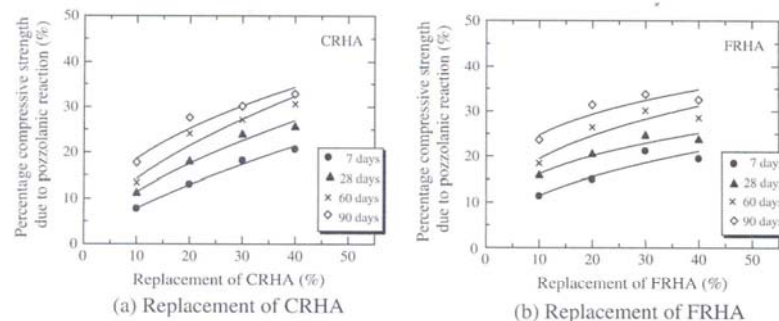 CRHA
Percentage compressive strength
due to pozzolanic reaction (%)
50
40
30
20
10
0
7 days
28 days
60 days
90 days
0 10 20 30 40 50
Replacement of CRHA (%)
(a) Replacement of CRHA
(b)
FRHA
Percentage compressive strength
due to pozzolanic reaction (%)
50
40
30
20
10
0
7 days
28 days
60 days
90 days
0 10 20 30 40 50
Replacement of FRHA (%)
(b) Replacement of FRHA
(a)